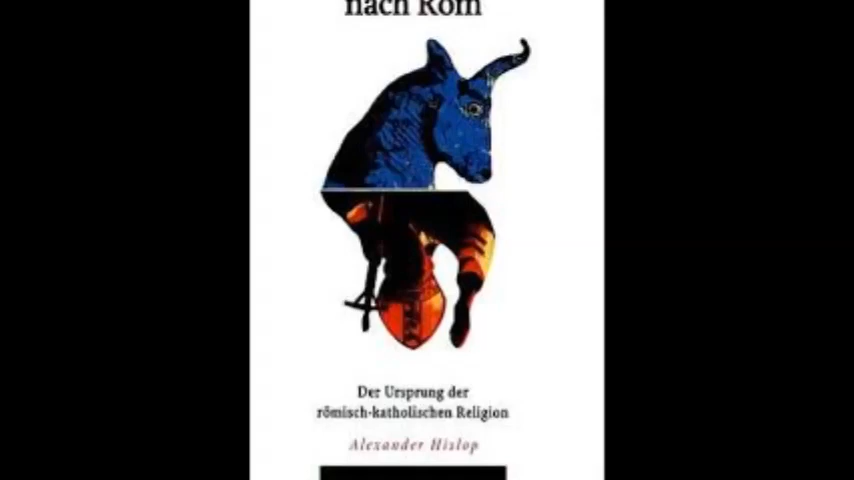 nach Rom
Der Ursprung der
römisch-katholischen Religion
Alexander Hislop